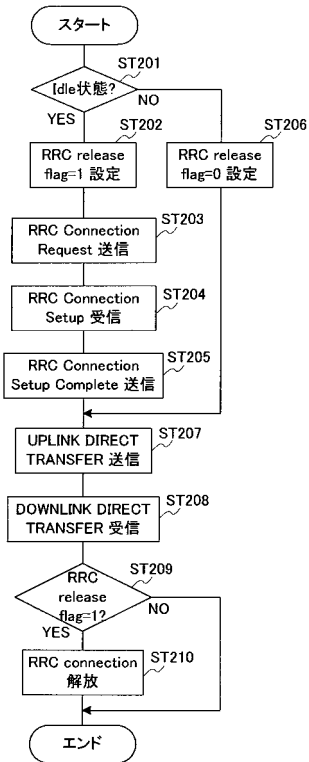 スタート
ST201
Idle状態?
NO
YES
ST202
ST206
RRC release
flag=1 設定
RRC release
flag=0 設定
ST203
RRC Connection
Request 送信
ST204
RRC Connection
Setup 受信
ST205
RRC Connection
Setup Complete 送信
ST207
UPLINK DIRECT
TRANSFER 送信
ST208
DOWNLINK DIRECT
TRANSFER 受信
ST209
RRC
release
flag=1?
NO
YES
ST210
RRC connection
解放
エンド